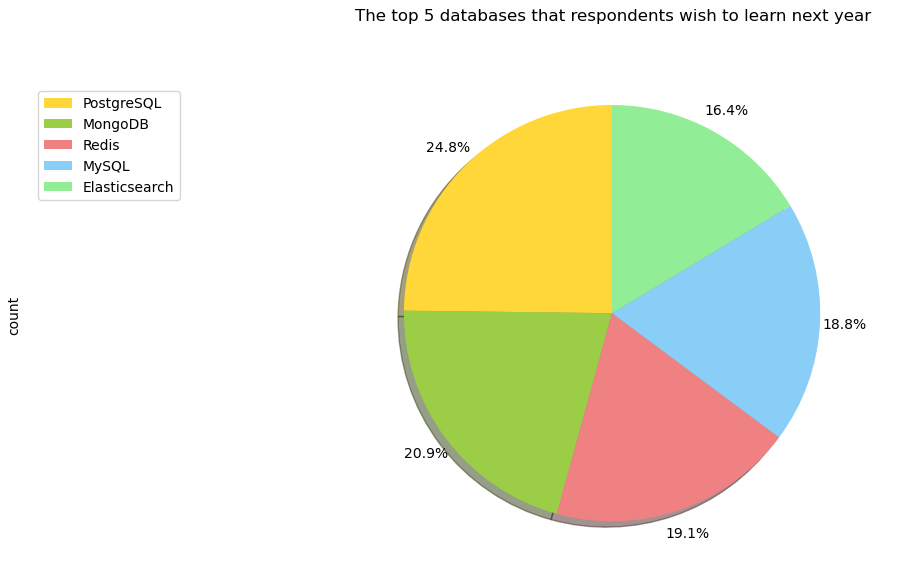 The top 5 databases that respondents wish to learn next year
PostgreSQL
MongoDB
Redis
MySQL
Elasticsearch
16.4%
24.8%
count
18.8%
20.9%
19.1%